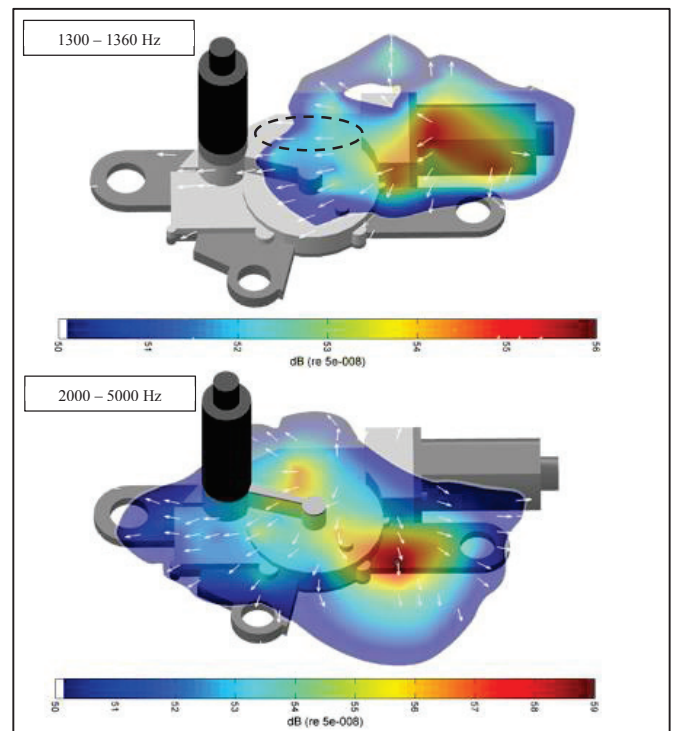 1300 – 1360 Hz
50 51 52 53 54 55 56
dB (re 5e-008)
2000 – 5000 Hz
50 51 52 53 54 55 56 57 58 59
dB (re 5e-008)